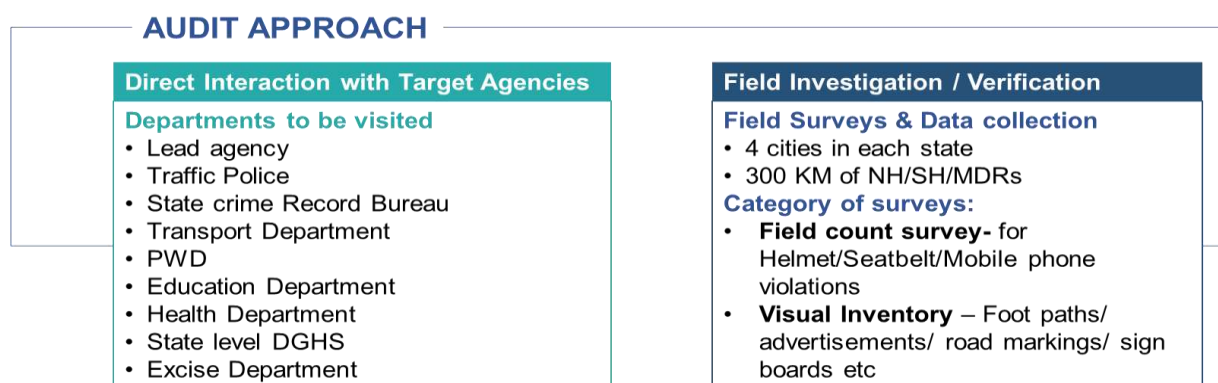 AUDIT APPROACH
Direct Interaction with Target Agencies
Departments to be visited
• Lead agency
• Traffic Police
• State crime Record Bureau
• Transport Department
• PWD
• Education Department
• Health Department
• State level DGHS
• Excise Department
Field Investigation / Verification
Field Surveys & Data collection
• 4 cities in each state
• 300 KM of NH/SH/MDRs
Category of surveys:
• Field count survey- for
Helmet/Seatbelt/Mobile phone
violations
• Visual Inventory – Foot paths/
advertisements/ road markings/ sign
boards etc